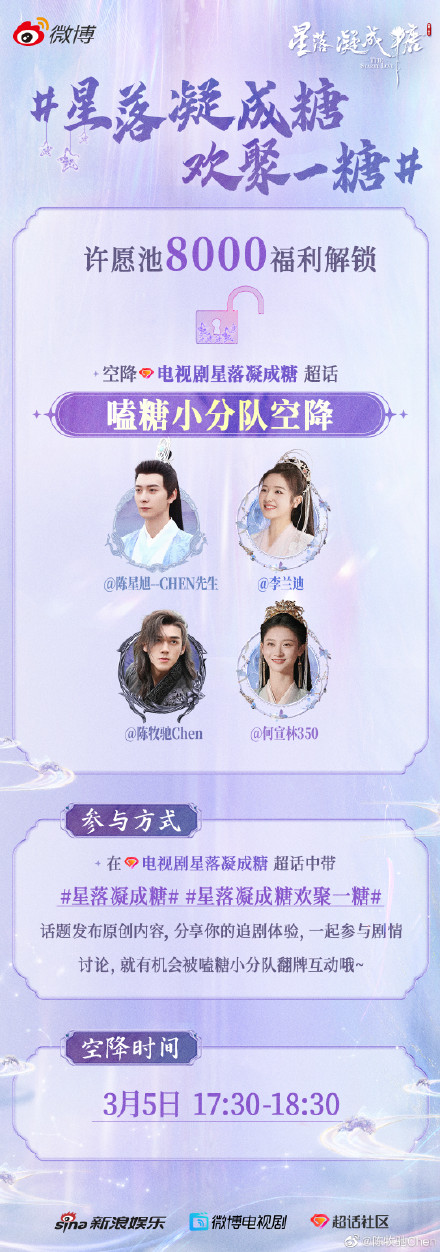 微博
星落凝成糖
#星落凝成糖
欢聚一糖#
许愿池8000福利解锁
空降 电视剧星落凝成糖 超话
嗑糖小分队空降
@陈星旭--CHEN先生
@李兰迪
@陈牧驰Chen
@何宣林350
参与方式
在 电视剧星落凝成糖 超话中带
#星落凝成糖# #星落凝成糖欢聚一糖#
话题发布原创内容, 分享你的追剧体验, 一起参与剧情
讨论, 就有机会被嗑糖小分队翻牌互动哦~
空降时间
3月5日 17:30-18:30
sina 新浪娱乐 微博电视剧 超话社区
@陈牧驰Chen